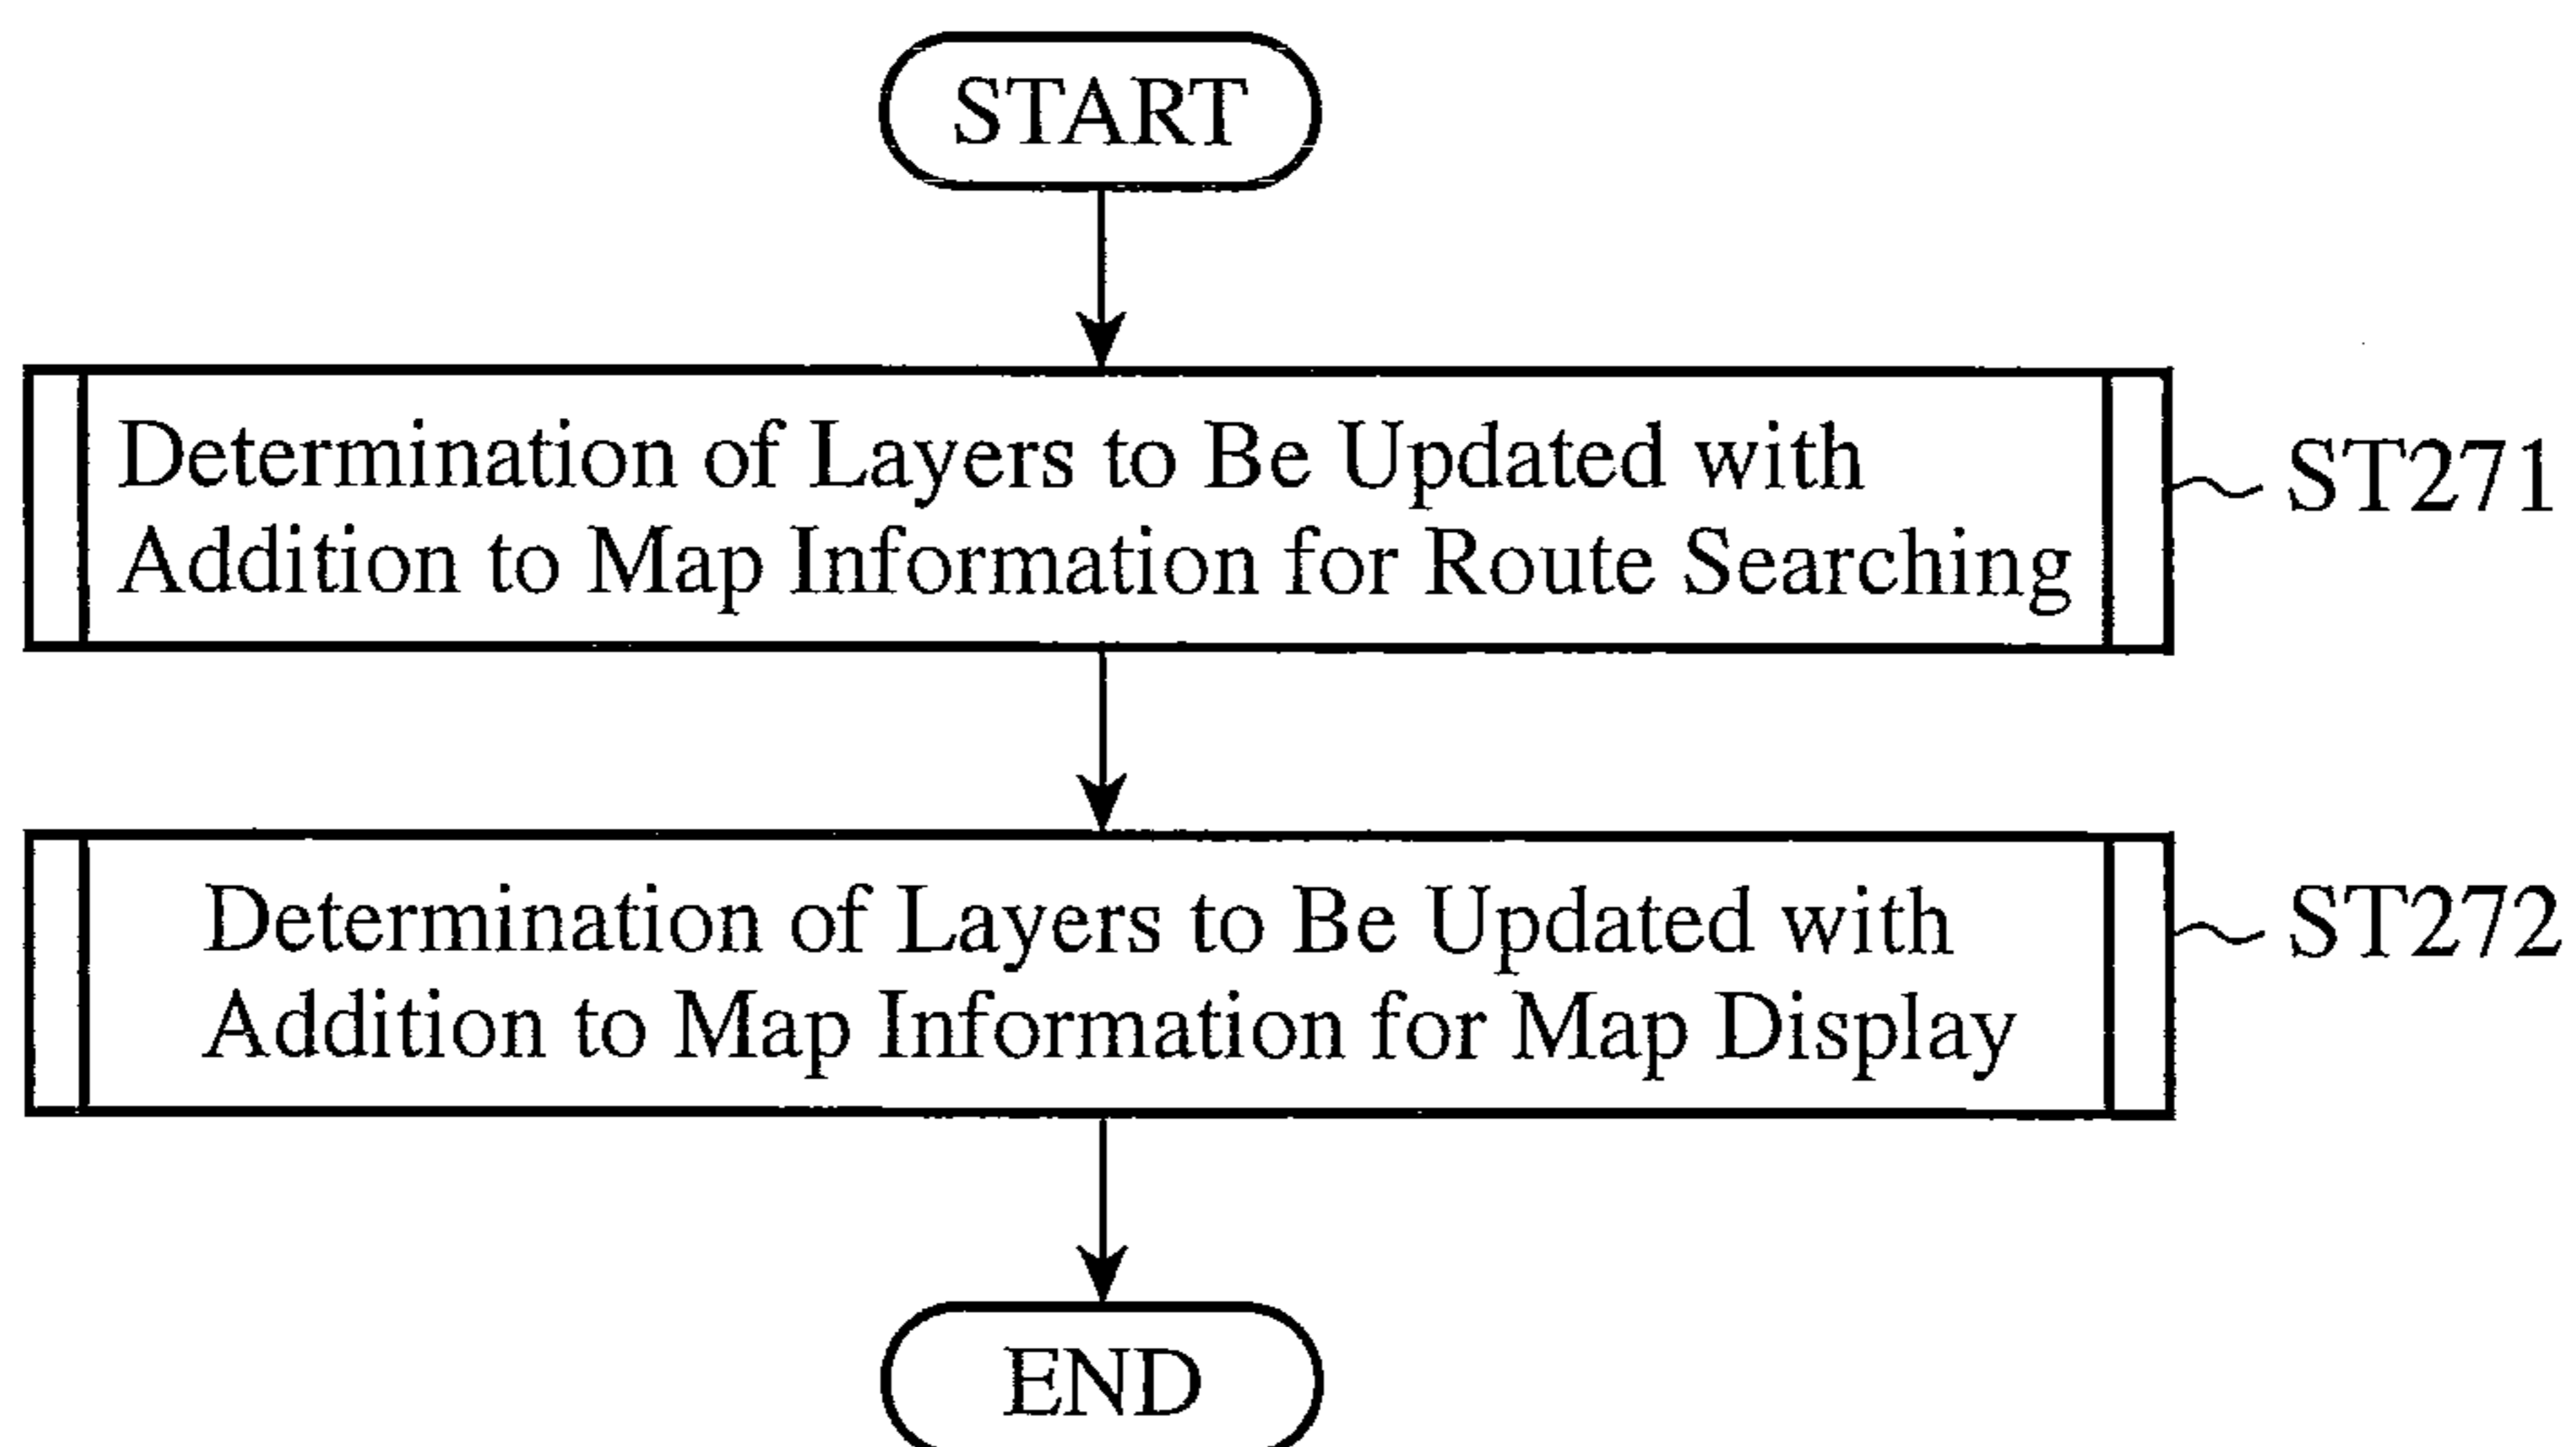 START
Determination of Layers to Be Updated with
Addition to Map Information for Route Searching
ST271
Determination of Layers to Be Updated with
Addition to Map Information for Map Display
ST272
END